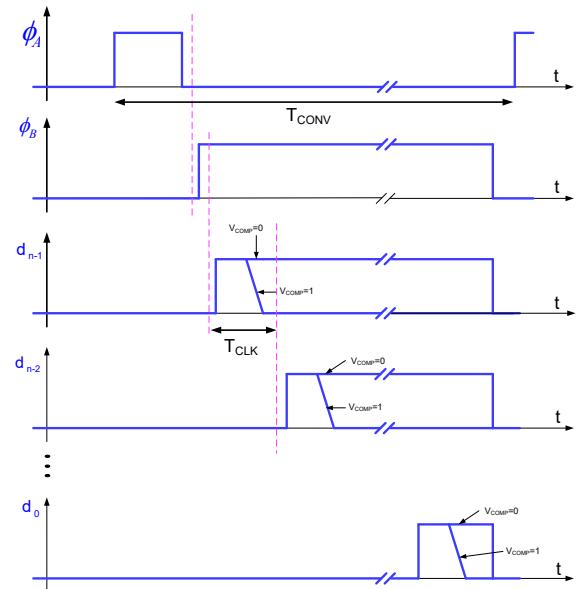 ϕA
t
TCONV
ϕB
t
VCOMP=0
dn-1
VCOMP=1
t
TCLK
dn-2
VCOMP=0
t
VCOMP=1
d0
VCOMP=0
t
VCOMP=1